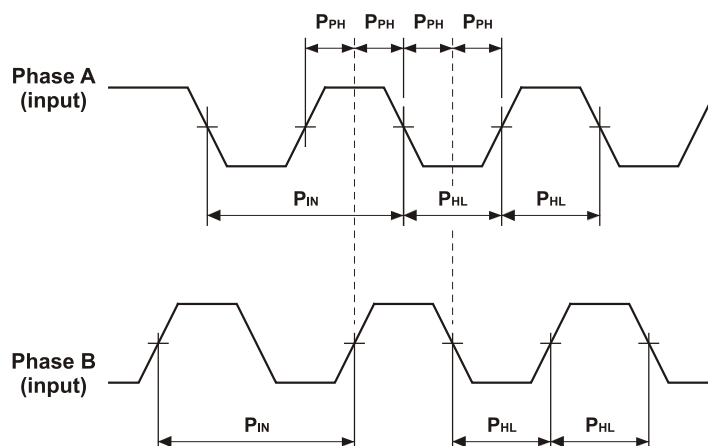 PPH PPH PPH PPH
Phase A
(input)
PIN PHL PHL
Phase B
(input)
PIN PHL PHL